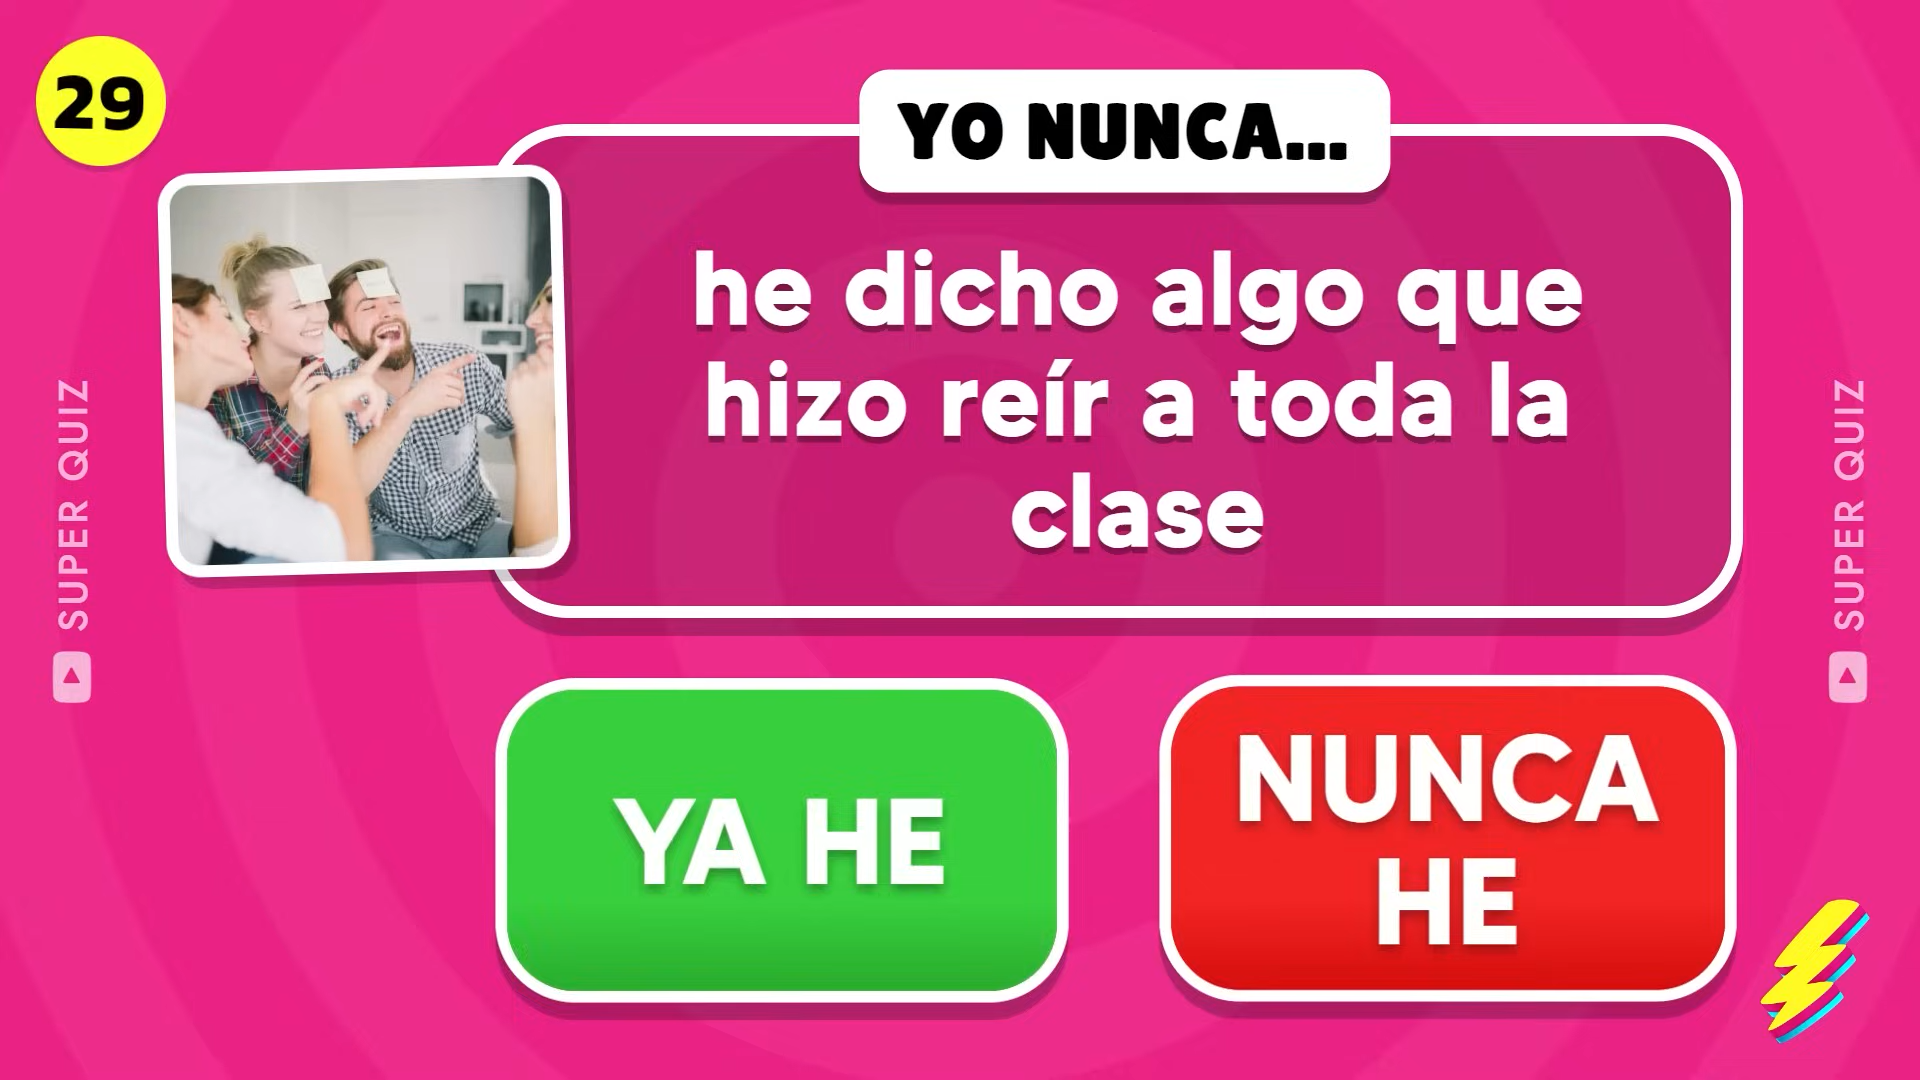 29
YO NUNCA...
he dicho algo que
hizo reír a toda la
clase
SUPER QUIZ
SUPER QUIZ
YA HE
NUNCA
HE